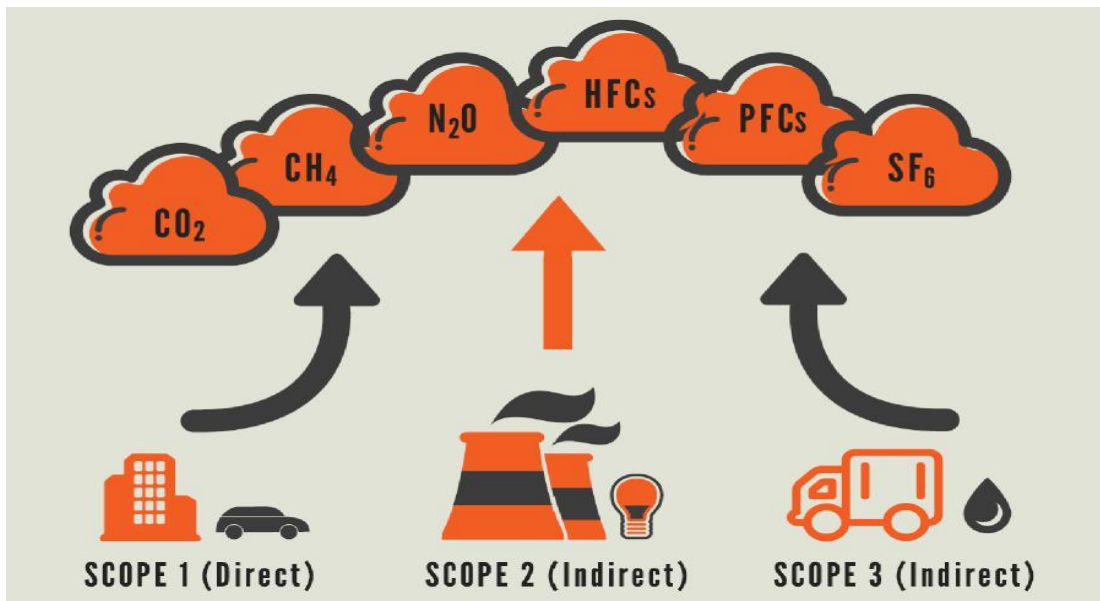 CO₂
CH₄
N₂O
HFCs
PFCs
SF₆
SCOPE 1 (Direct)
SCOPE 2 (Indirect)
SCOPE 3 (Indirect)